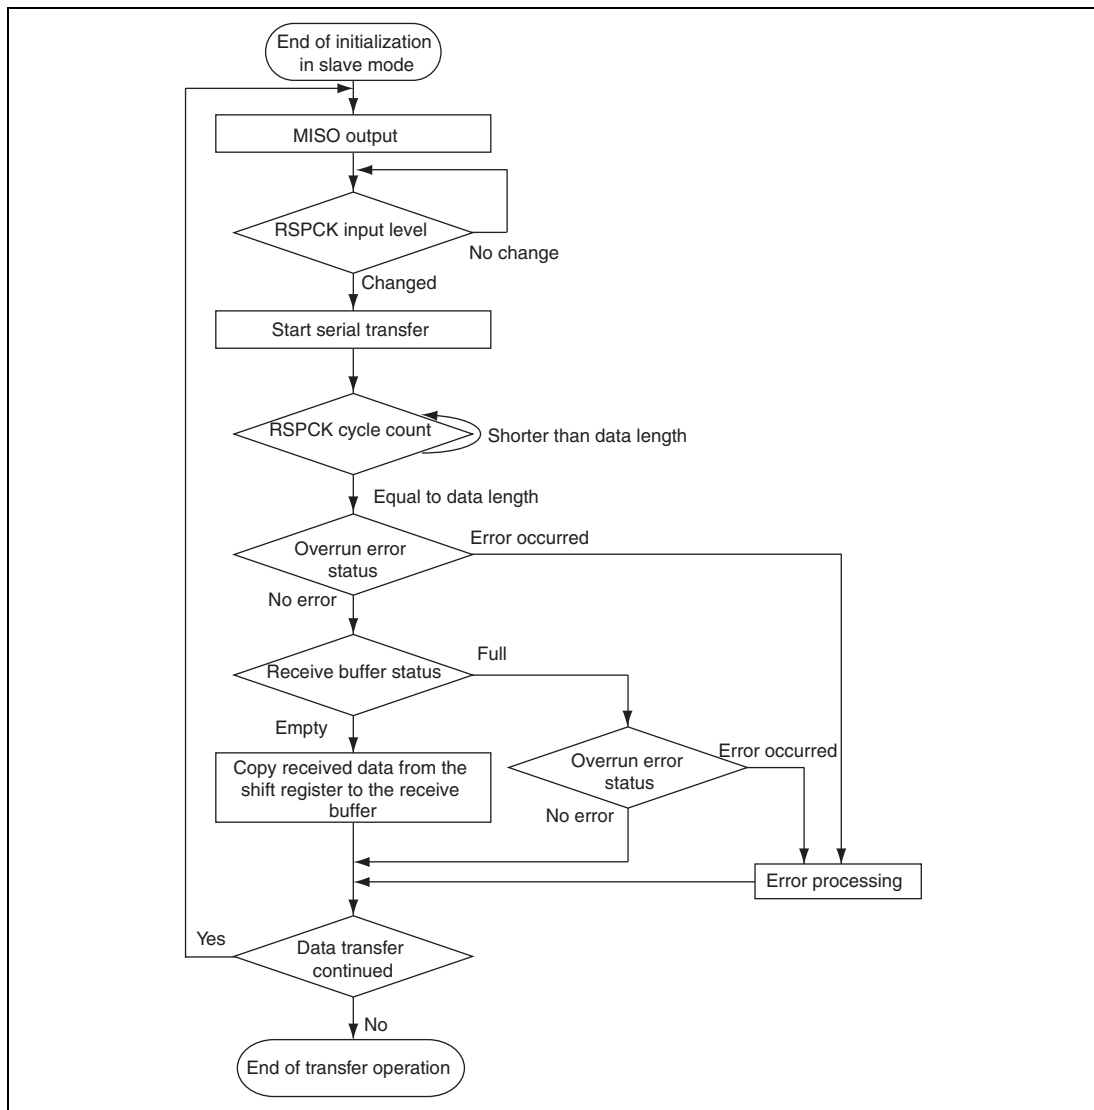 End of initialization
in slave mode
MISO output
RSPCK input level
No change
Changed
Start serial transfer
RSPCK cycle count
Shorter than data length
Equal to data length
Overrun error
status
Error occurred
No error
Receive buffer status
Full
Empty
Overrun error
status
Error occurred
No error
Copy received data from the
shift register to the receive
buffer
Error processing
Yes
Data transfer
continued
No
End of transfer operation